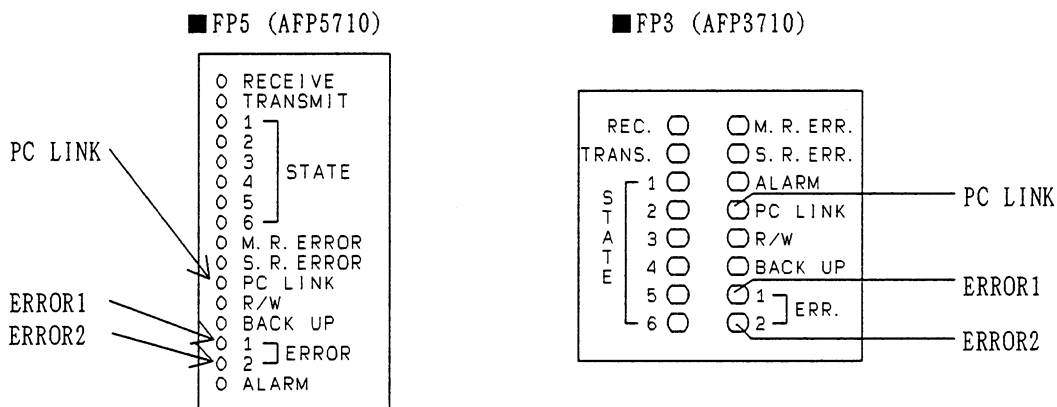 ■FP5 (AFP5710)
RECEIVE
TRANSMIT
1
2
3
4
5
6
STATE
M. R. ERROR
S. R. ERROR
PC LINK
R/W
BACK UP
1
2
ERROR
ALARM
PC LINK
ERROR1
ERROR2
■FP3 (AFP3710)
REC.
TRANS.
STATE
1
2
3
4
5
6
M. R. ERR.
S. R. ERR.
ALARM
PC LINK
R/W
BACK UP
1
2
ERR.
PC LINK
ERROR1
ERROR2